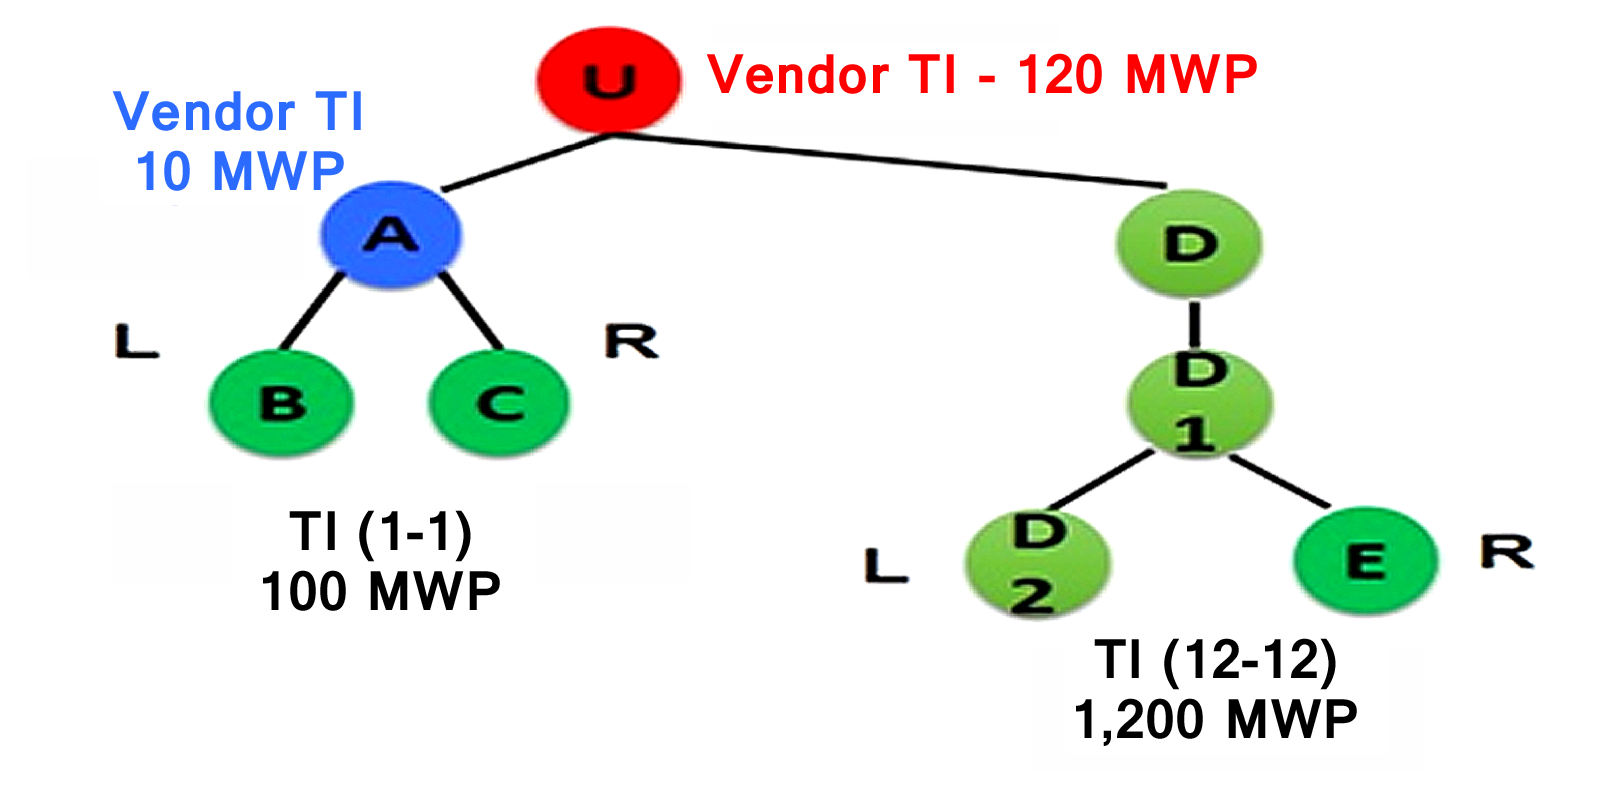 U
Vendor TI - 120 MWP
Vendor TI
10 MWP
A
D
L
R
B
C
D
1
TI (1-1)
100 MWP
L
D
2
E
R
TI (12-12)
1,200 MWP